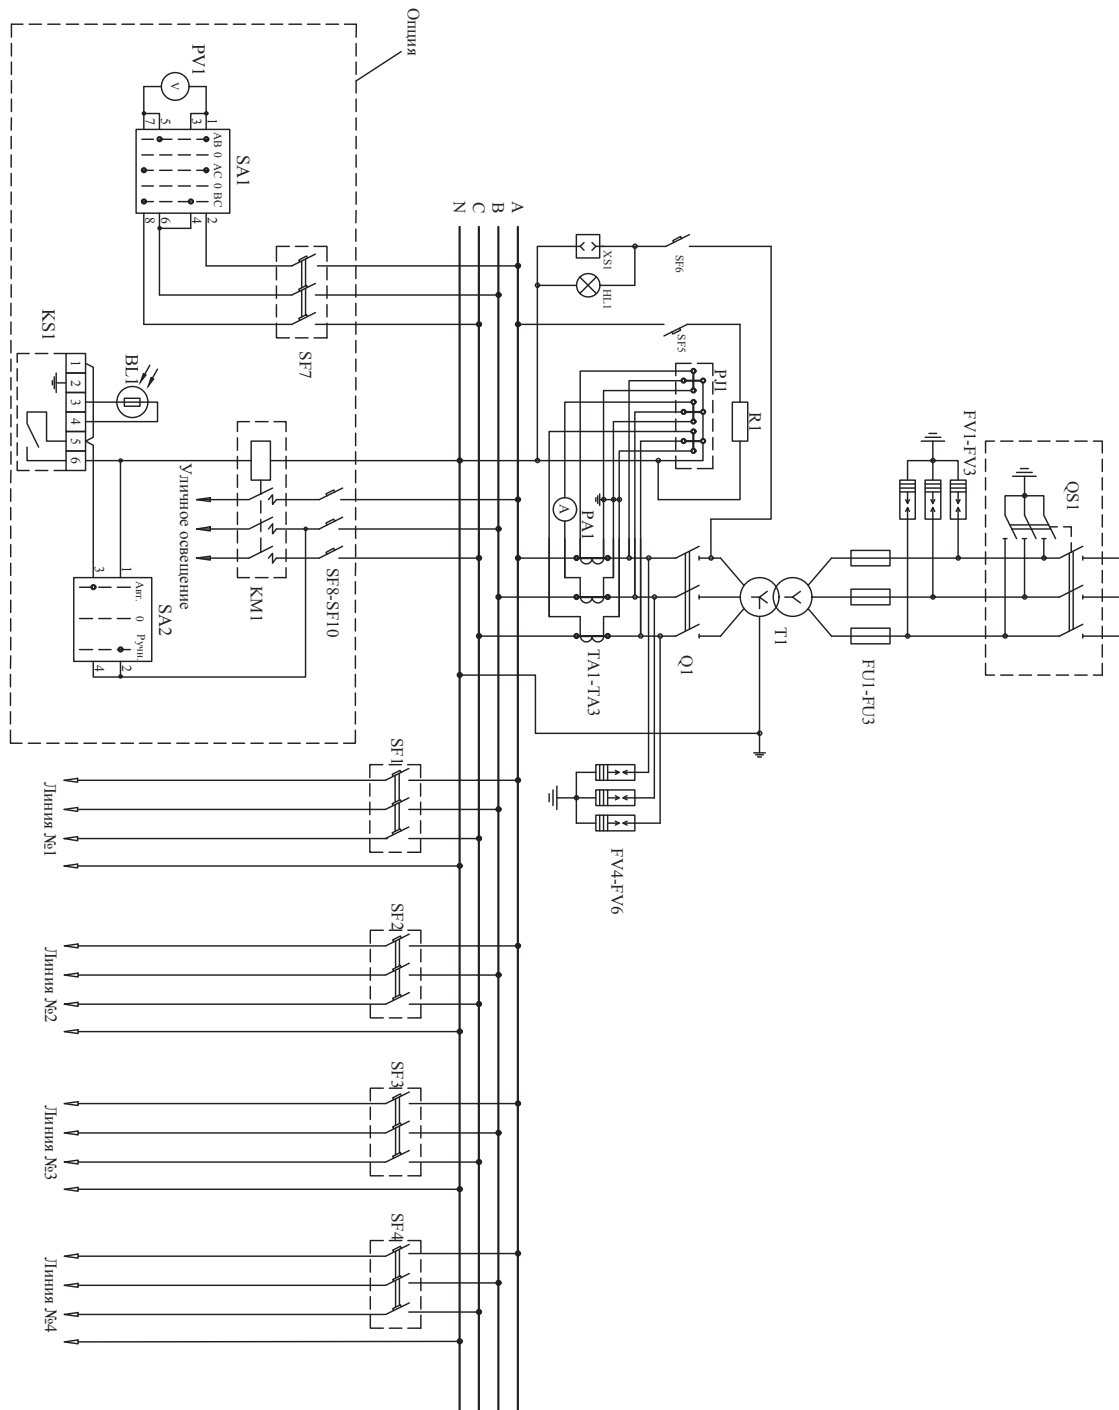 Опция
PV1
V
1
3
5
7
AB 0 AC 0 BC
SA1
2
4
6
8
SF7
KS1
1
2
3
4
5
6
BL1
Уличное освещение
KM1
SF8-SF10
3
1
Авт. 0 Ручн.
SA2
4
2
A
B
C
N
XS1
HL1
SF6
SF5
PJ1
R1
A
PA1
TA1-TA3
Q1
T1
FU1-FU3
FV1-FV3
QS1
FV4-FV6
SF1
Линия №1
SF2
Линия №2
SF3
Линия №3
SF4
Линия №4